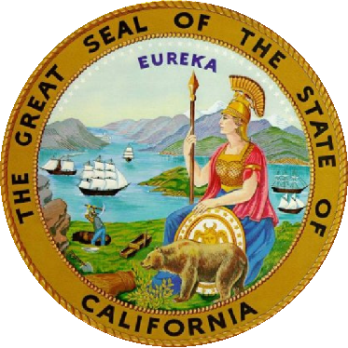 THE GREAT SEAL OF THE STATE OF CALIFORNIA
EUREKA